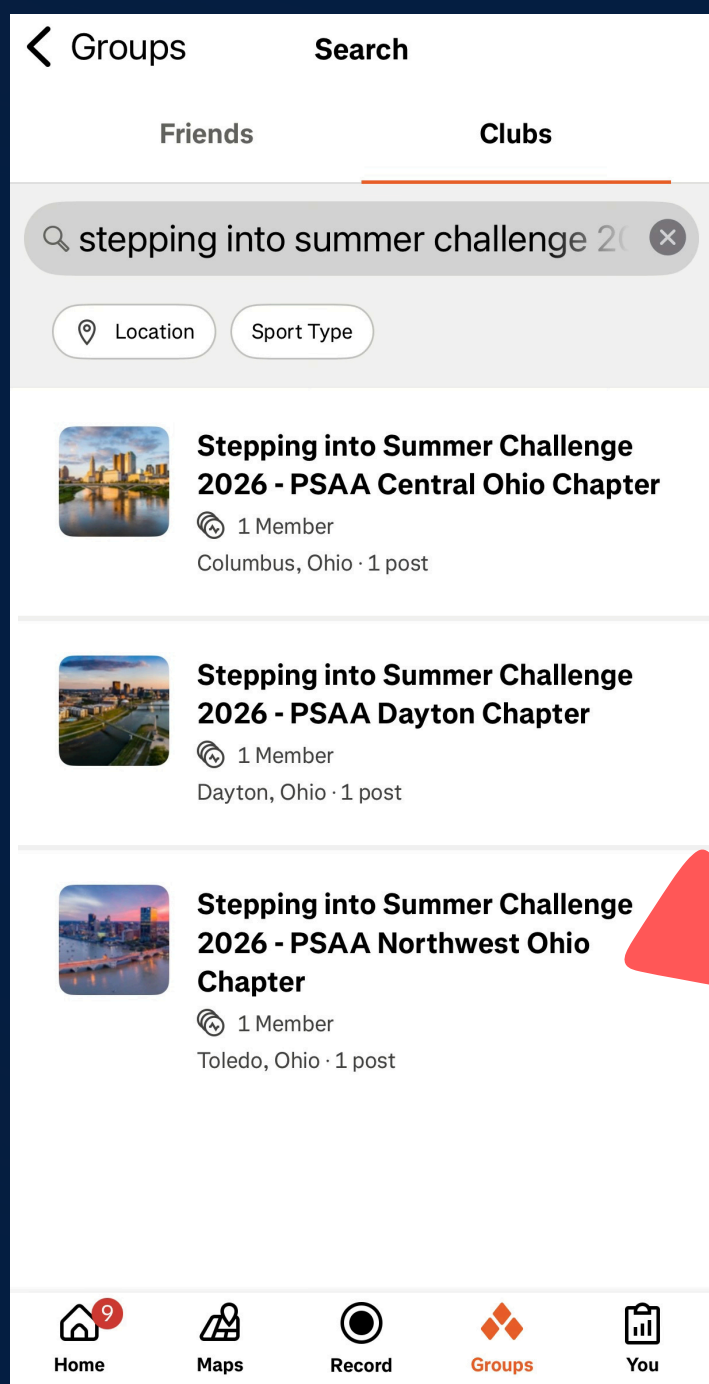 Groups
Search
Friends
Clubs
stepping into summer challenge
Location
Sport Type
Stepping into Summer Challenge
2026 - PSAA Central Ohio Chapter
1 Member
Columbus, Ohio · 1 post
Stepping into Summer Challenge
2026 - PSAA Dayton Chapter
1 Member
Dayton, Ohio · 1 post
Stepping into Summer Challenge
2026 - PSAA Northwest Ohio
Chapter
1 Member
Toledo, Ohio · 1 post
9
Home
Maps
Record
Groups
You